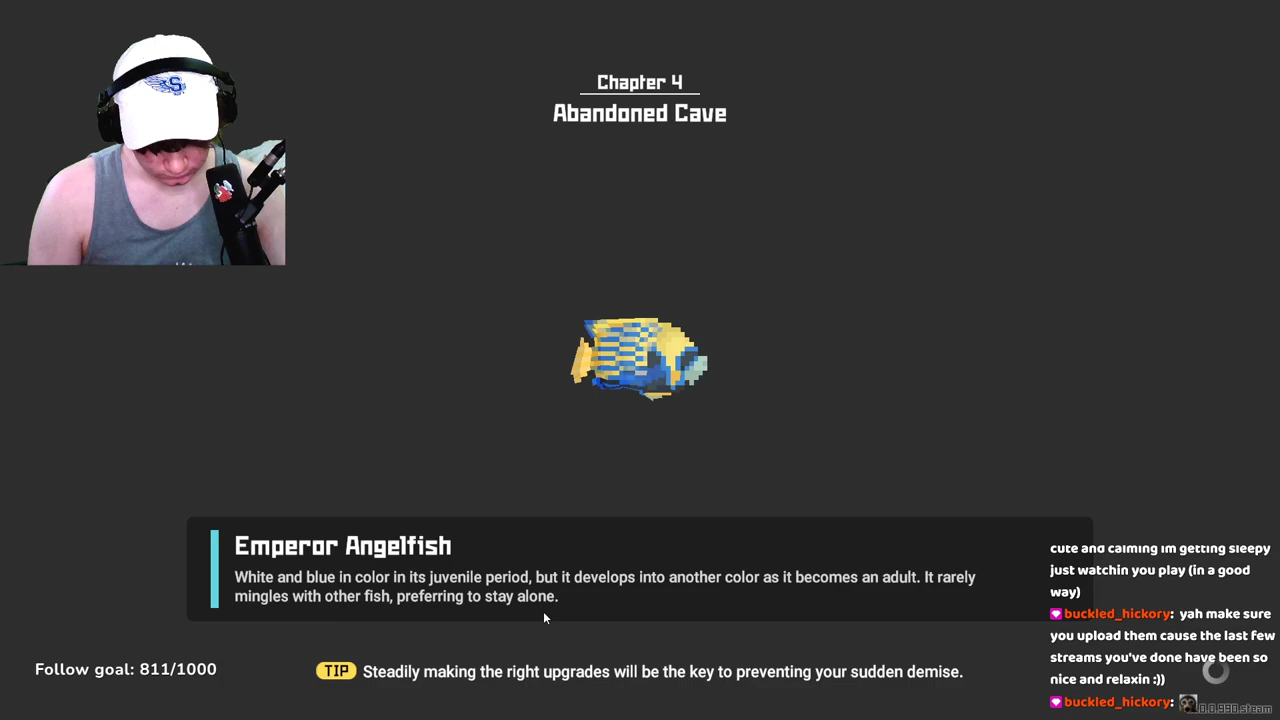 Chapter 4
Abandoned Cave
S
Emperor Angelfish
White and blue in color in its juvenile period, but it develops into another color as it becomes an adult. It rarely
mingles with other fish, preferring to stay alone.
cute and calming im getting sleepy
just watchin you play (in a good
way)
buckled_hickory: yah make sure
you upload them cause the last few
streams you've done have been so
nice and relaxin :))
buckled_hickory:
Follow goal: 811/1000
TIP Steadily making the right upgrades will be the key to preventing your sudden demise.
0.0.990.steam